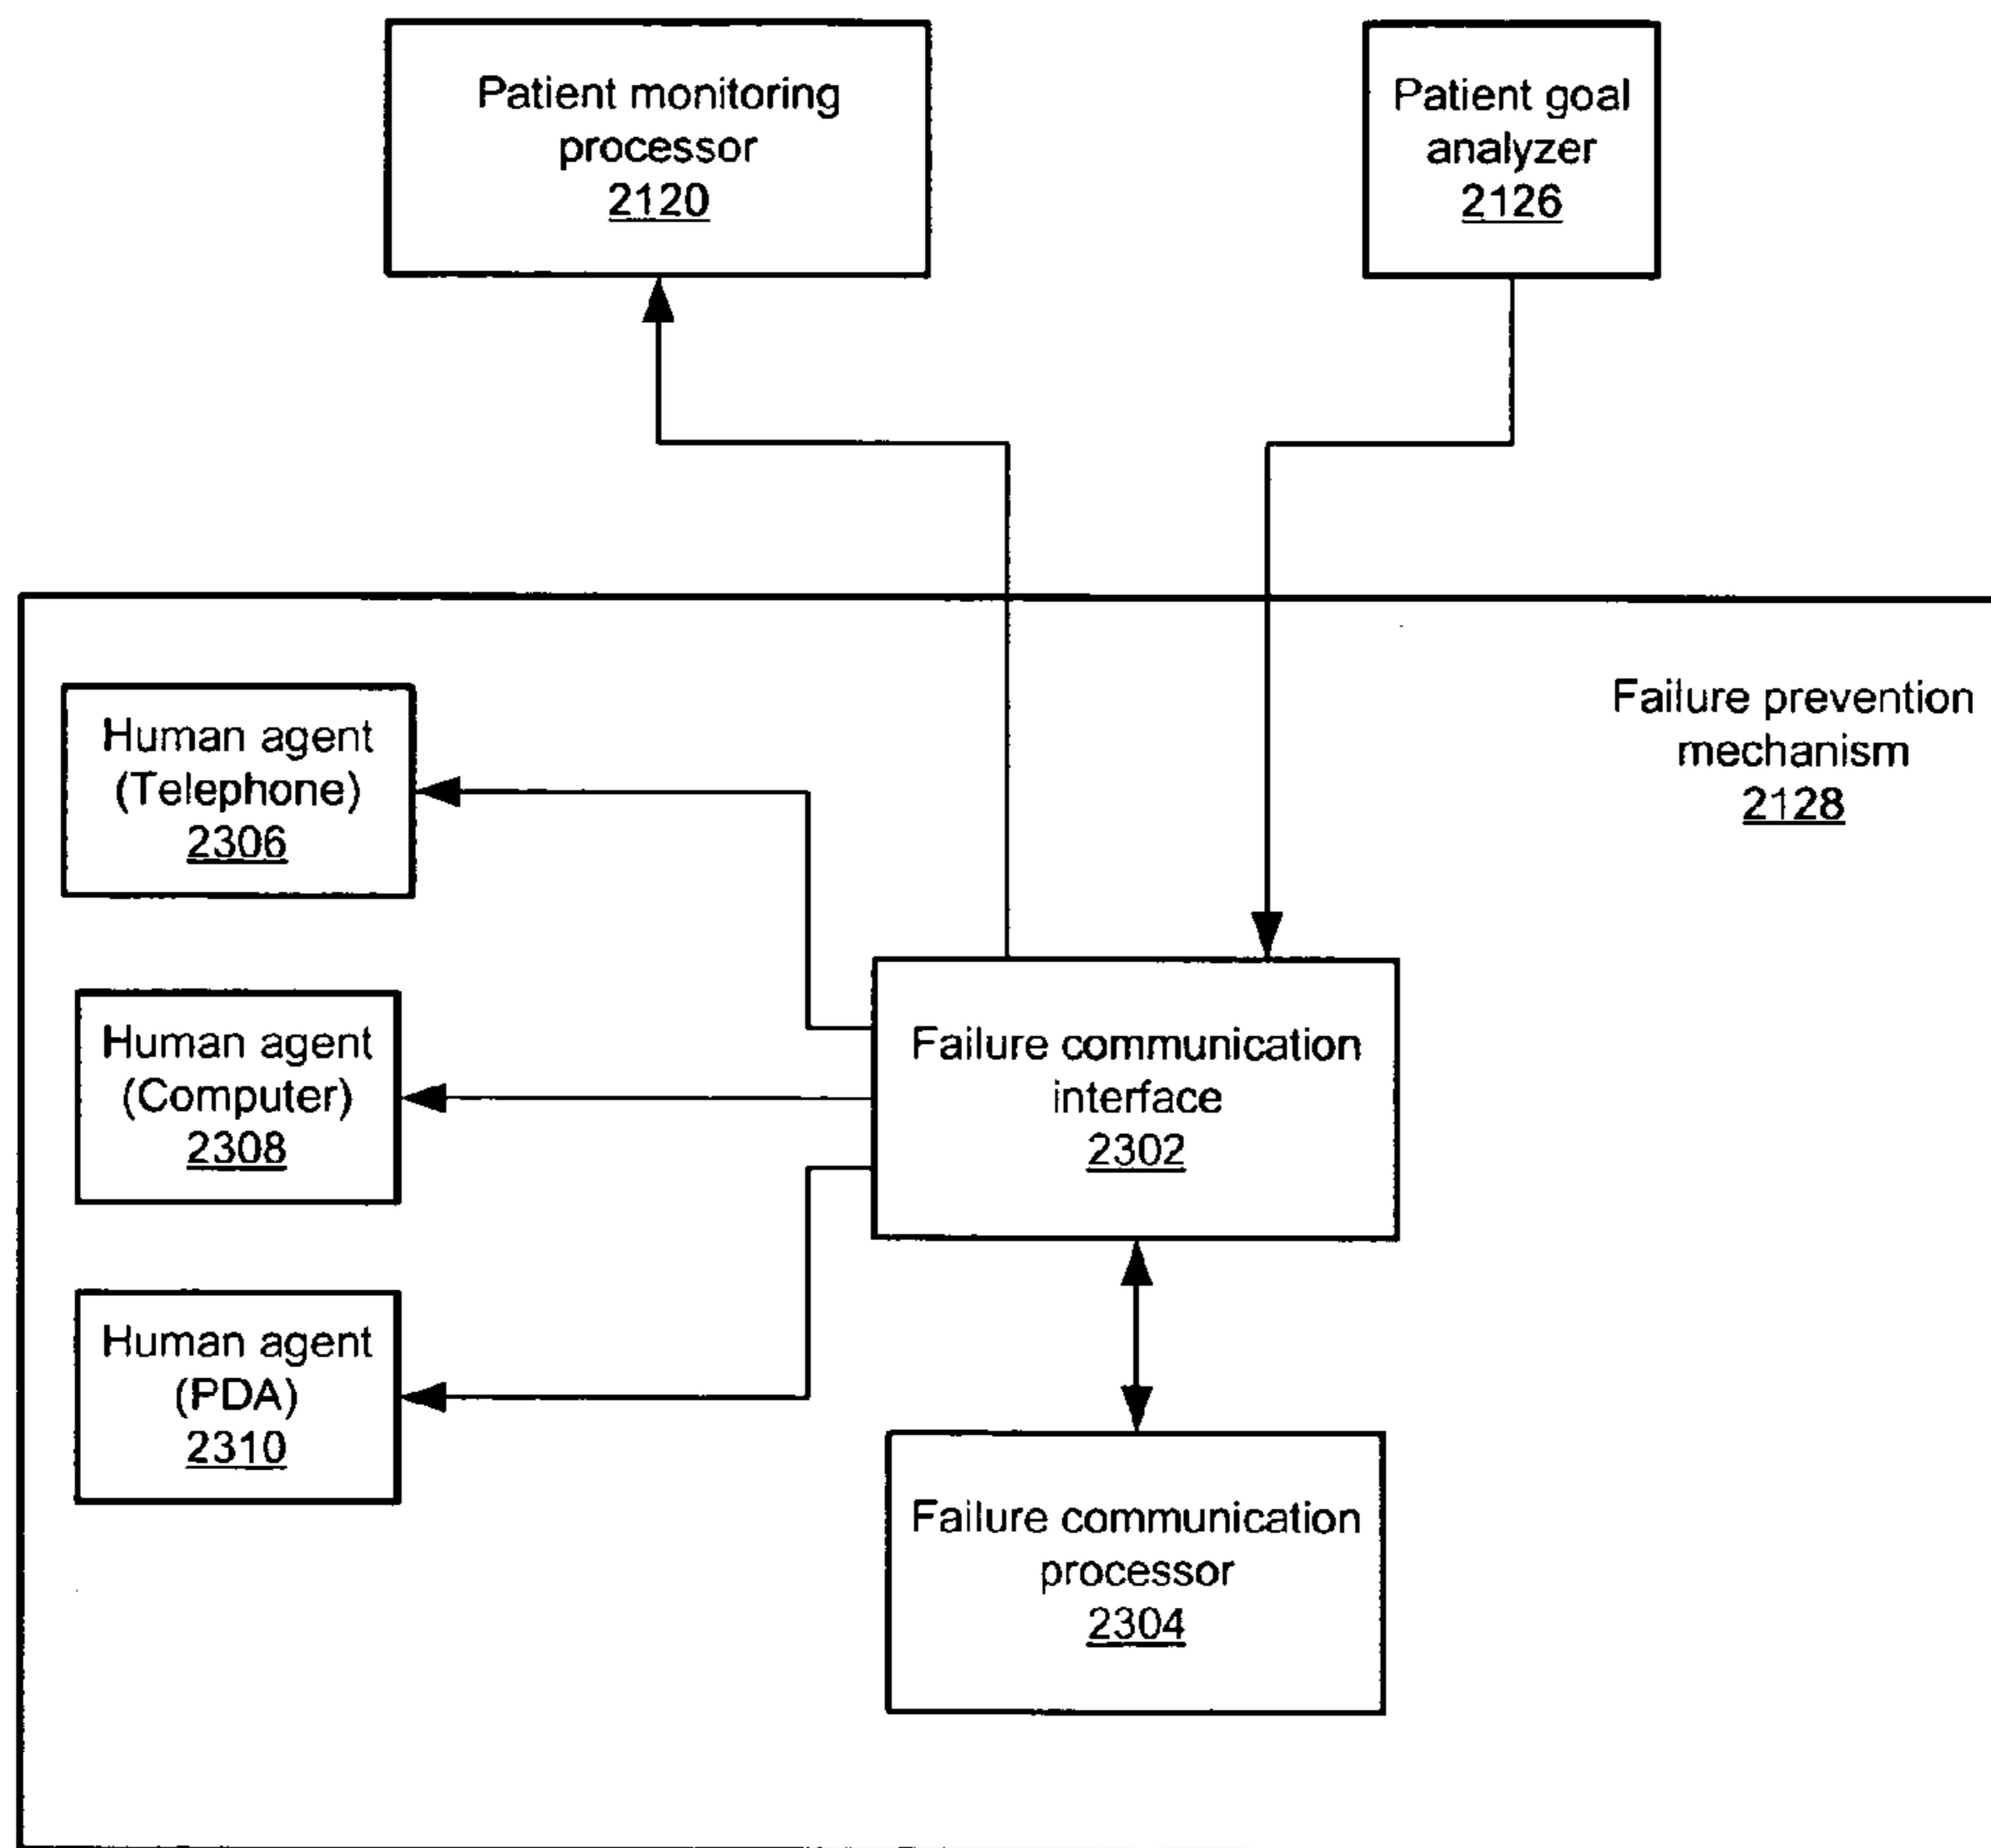 Patient monitoring
processor
2120
Patient goal
analyzer
2126
Failure prevention
mechanism
2128
Human agent
(Telephone)
2306
Human agent
(Computer)
2308
Human agent
(PDA)
2310
Failure communication
interface
2302
Failure communication
processor
2304